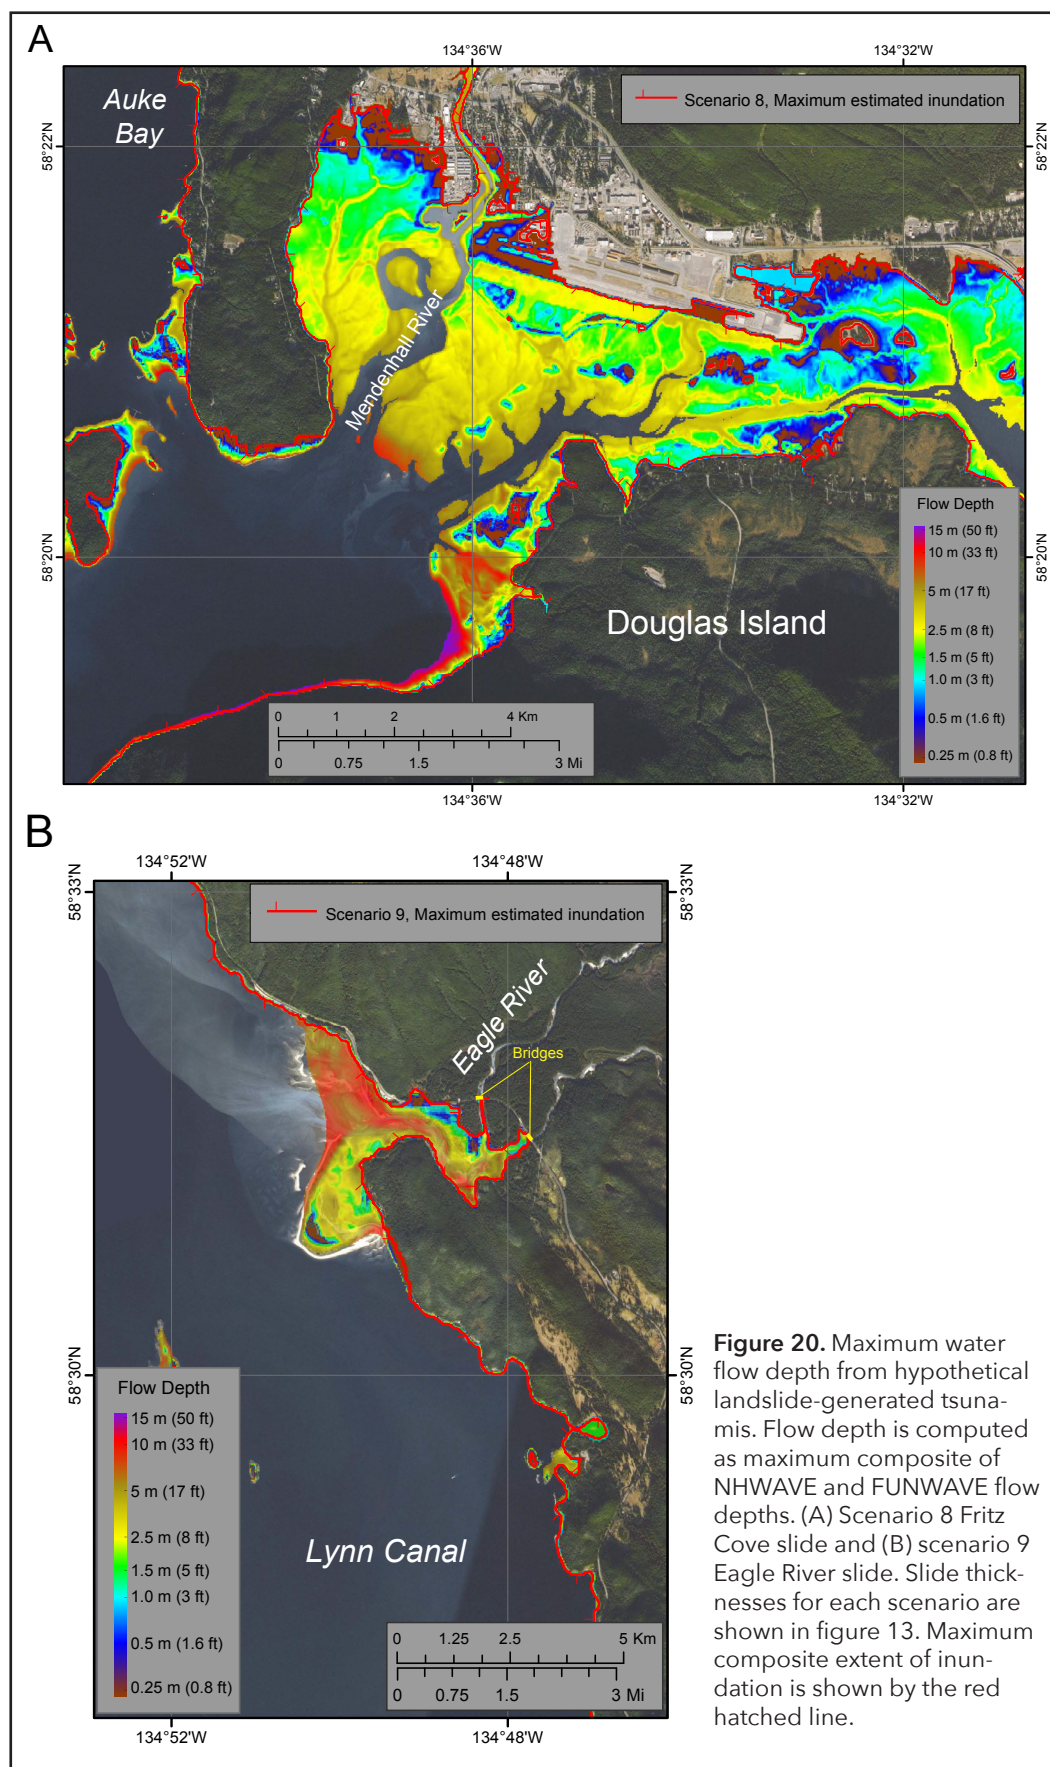 A
134°36'W
134°32'W
Auke
Bay
Scenario 8, Maximum estimated inundation
58°22'N
58°22'N
Mendenhall River
Flow Depth
15 m (50 ft)
10 m (33 ft)
5 m (17 ft)
2.5 m (8 ft)
1.5 m (5 ft)
1.0 m (3 ft)
0.5 m (1.6 ft)
0.25 m (0.8 ft)
58°20'N
58°20'N
Douglas Island
0 1 2 4 Km
0 0.75 1.5 3 Mi
134°36'W
134°32'W
B
134°52'W
134°48'W
58°33'N
58°33'N
Scenario 9, Maximum estimated inundation
Eagle River
Bridges
58°30'N
58°30'N
Flow Depth
15 m (50 ft)
10 m (33 ft)
5 m (17 ft)
2.5 m (8 ft)
1.5 m (5 ft)
1.0 m (3 ft)
0.5 m (1.6 ft)
0.25 m (0.8 ft)
Lynn Canal
0 1.25 2.5 5 Km
0 0.75 1.5 3 Mi
134°52'W
134°48'W
Figure 20. Maximum water
flow depth from hypothetical
landslide-generated tsuna-
mis. Flow depth is computed
as maximum composite of
NHWAVE and FUNWAVE flow
depths. (A) Scenario 8 Fritz
Cove slide and (B) scenario 9
Eagle River slide. Slide thick-
nesses for each scenario are
shown in figure 13. Maximum
composite extent of inun-
dation is shown by the red
hatched line.